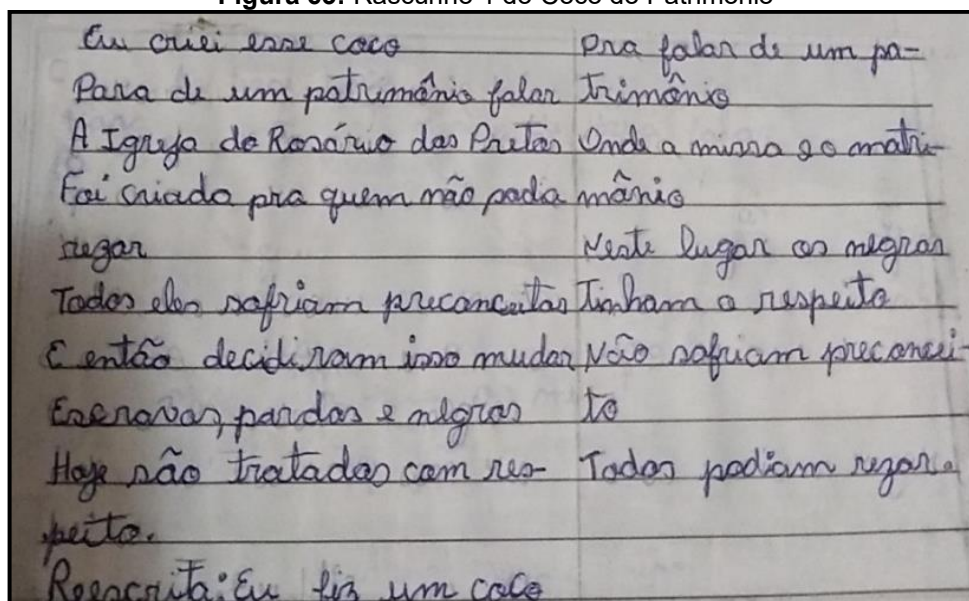 Figura 65: Rascunho 4 do Coco do Patrimônio
Eu criei esse coco
Para de um patrimônio falar
A Igreja do Rosário dos Pretos
Foi criado pra quem não podia
rezar
Todos eles sofriam preconceitos
E então decidiram isso mudar
Escravos, pardos e negros
Hoje são tratados com res-
peito.
Reescrita: Eu fiz um coco
Pra falar de um pa-
trimônio
Onde a missa e o matri-
mônio
Neste lugar os negros
Tinham o respeito
Não sofriam preconcei-
to
Todos podiam rezar.